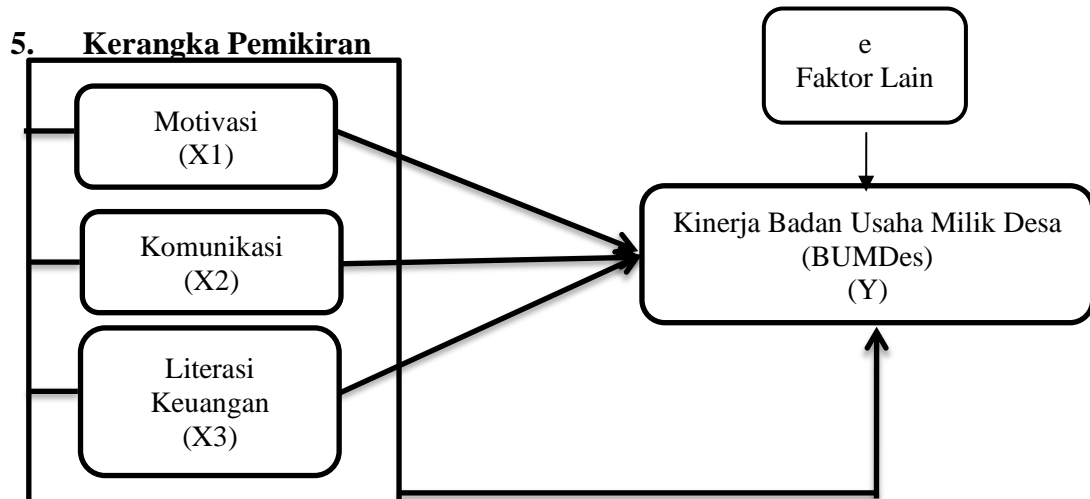 5. Kerangka Pemikiran
e
Faktor Lain
Motivasi
(X1)
Komunikasi
(X2)
Literasi
Keuangan
(X3)
Kinerja Badan Usaha Milik Desa
(BUMDes)
(Y)